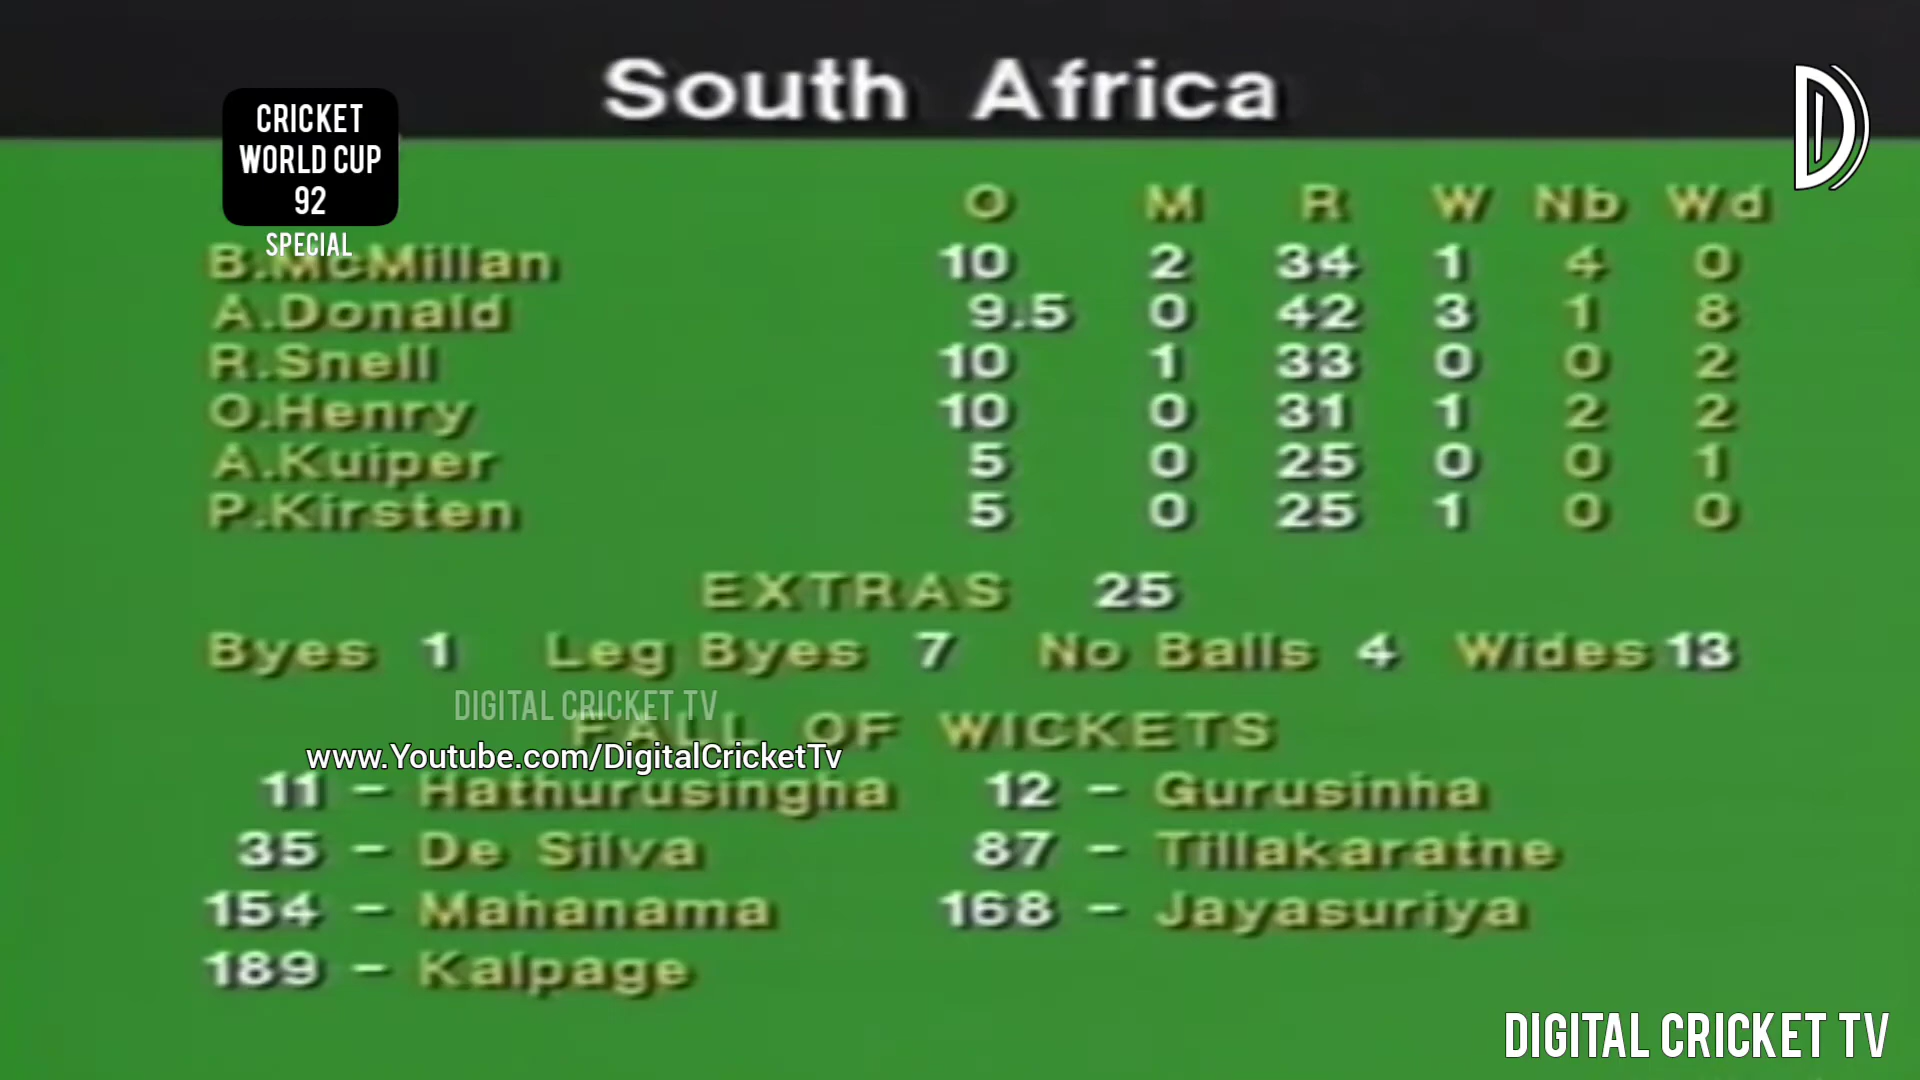 South Africa
CRICKET
WORLD CUP
92
SPECIAL
O M R W Nb Wd
B.McMillan 10 2 34 1 4 0
A.Donald 9.5 0 42 3 1 8
R.Snell 10 1 33 0 0 2
O.Henry 10 0 31 1 2 2
A.Kuiper 5 0 25 0 0 1
P.Kirsten 5 0 25 1 0 0
EXTRAS 25
Byes 1 Leg Byes 7 No Balls 4 Wides 13
DIGITAL CRICKET TV
FALL OF WICKETS
www.Youtube.com/DigitalCricketTv
11 - Hathurusingha 12 - Gurusinha
35 - De Silva 87 - Tillakaratne
154 - Mahanama 168 - Jayasuriya
189 - Kalpage
DIGITAL CRICKET TV